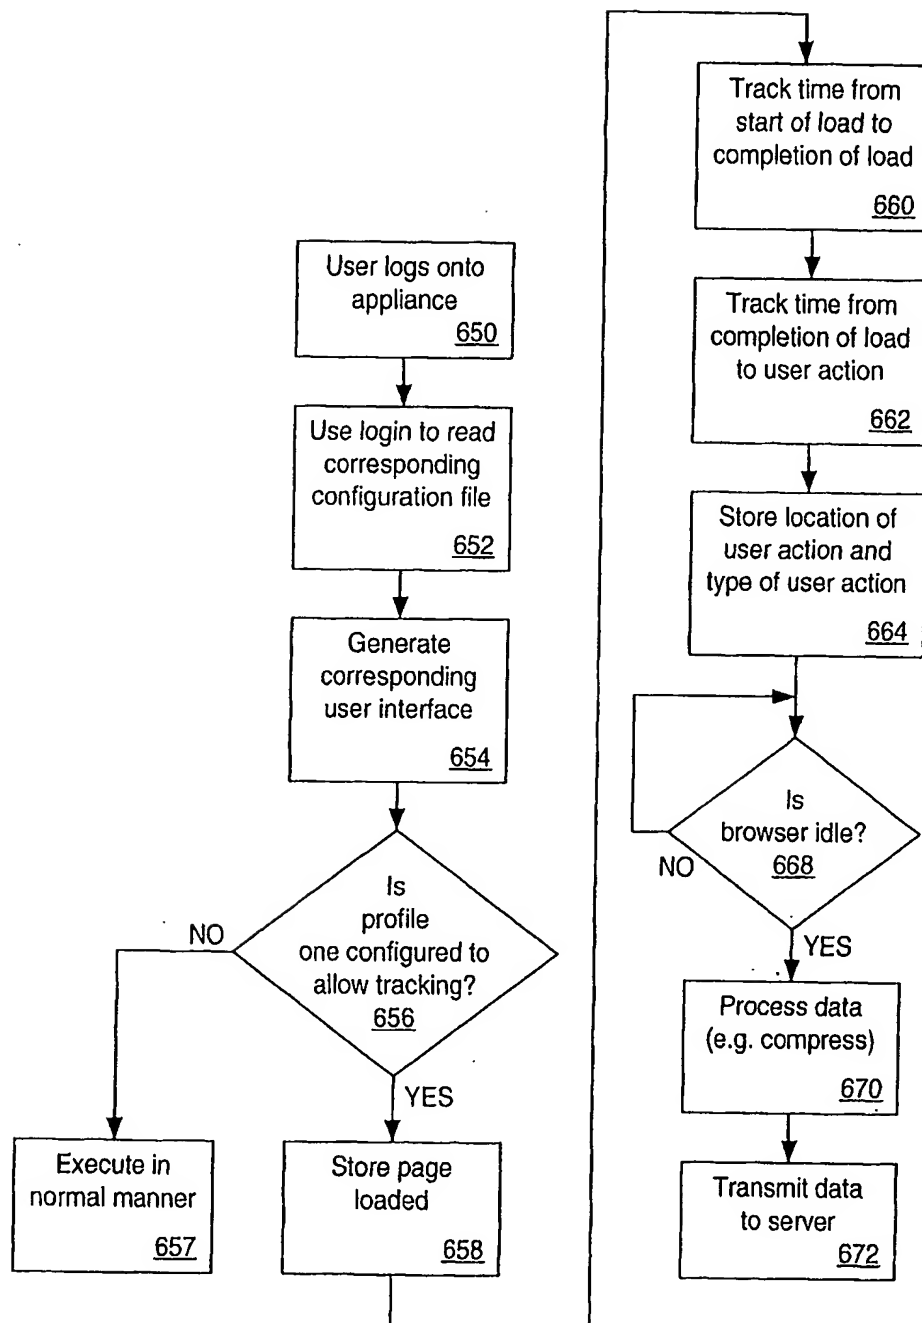 User logs onto
appliance
650
Use login to read
corresponding
configuration file
652
Generate
corresponding
user interface
654
Is
profile
one configured to
allow tracking?
656
NO
YES
Execute in
normal manner
657
Store page
loaded
658
Track time from
start of load to
completion of load
660
Track time from
completion of load
to user action
662
Store location of
user action and
type of user action
664
Is
browser idle?
668
NO
YES
Process data
(e.g. compress)
670
Transmit data
to server
672